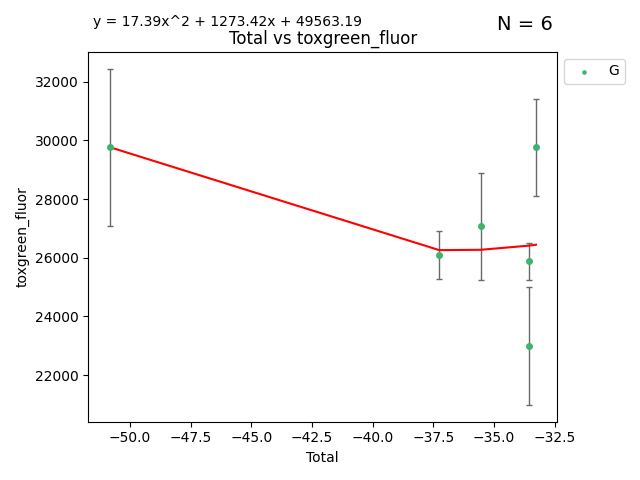 y = 17.39x^2 + 1273.42x + 49563.19
N = 6
Total vs toxgreen_fluor
G
toxgreen_fluor
32000
30000
28000
26000
24000
22000
−50.0 −47.5 −45.0 −42.5 −40.0 −37.5 −35.0 −32.5
Total